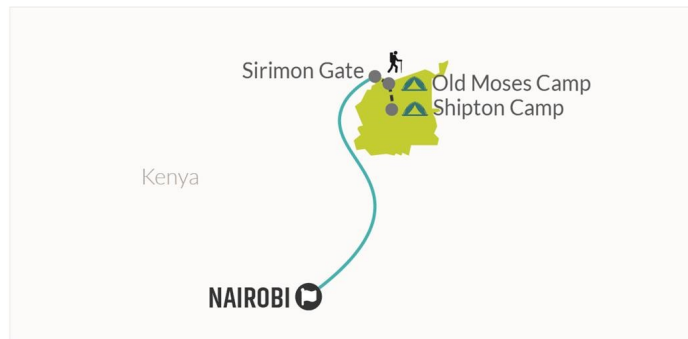 Sirimon Gate
Old Moses Camp
Shipton Camp
Kenya
NAIROBI